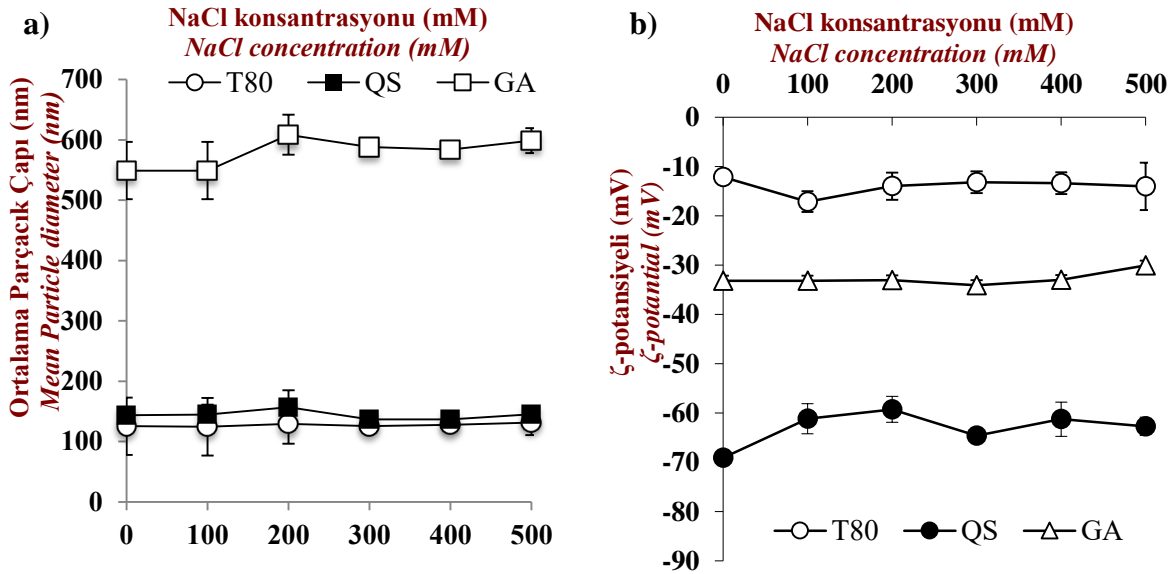 a)
NaCl konsantrasyonu (mM)
NaCl concentration (mM)
Ortalama Parçacık Çapı (nm)
Mean Particle diameter (nm)
T80 QS GA
700
600
500
400
300
200
100
0
0 100 200 300 400 500
b)
NaCl konsantrasyonu (mM)
NaCl concentration (mM)
0 100 200 300 400 500
ζ-potansiyeli (mV)
ζ-potantial (mV)
0
-10
-20
-30
-40
-50
-60
-70
-80
-90
T80 QS GA